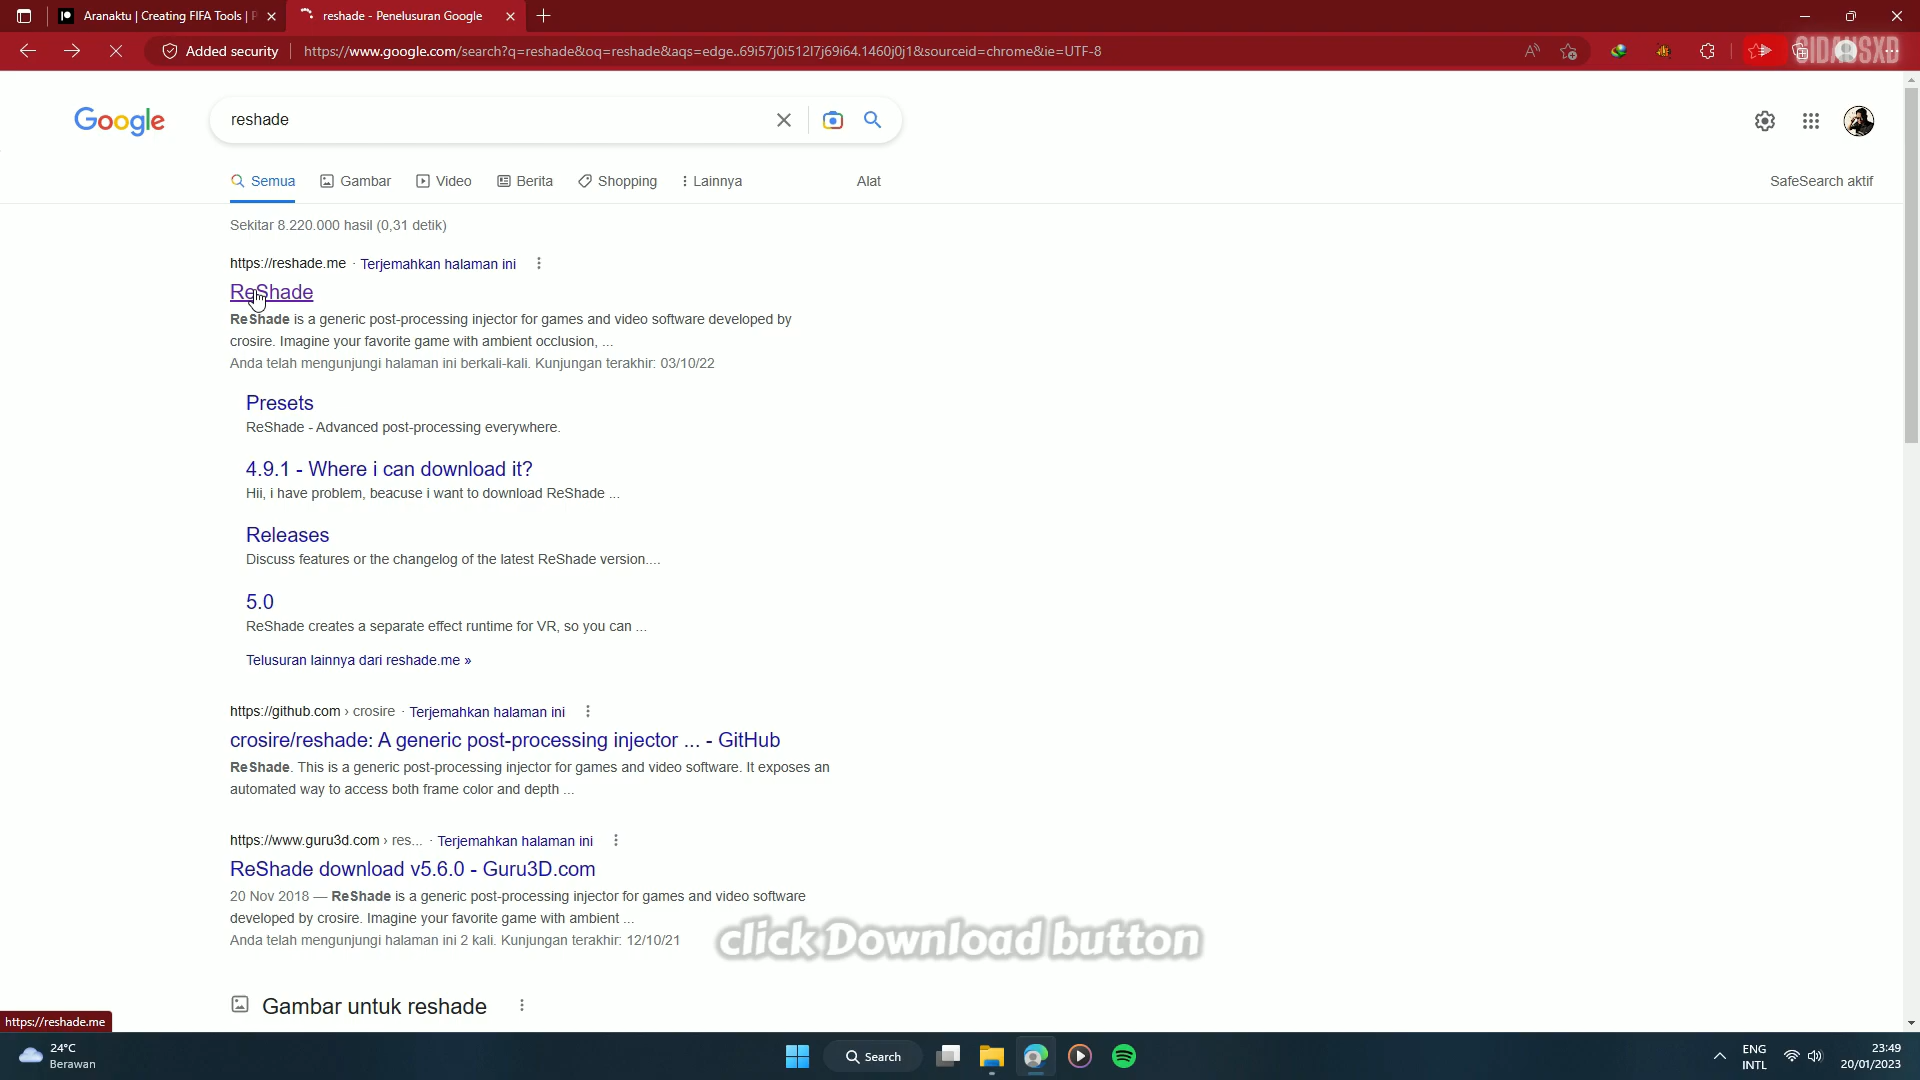 Aranaktu | Creating FIFA Tools | P
reshade - Penelusuran Google
Added security
https://www.google.com/search?q=reshade&oq=reshade&aqs=edge..69i57j0i512l7j69i64.1460j0j1&sourceid=chrome&ie=UTF-8
SIDAUSXD
Google
reshade
Semua
Gambar
Video
Berita
Shopping
Lainnya
Alat
SafeSearch aktif
Sekitar 8.220.000 hasil (0,31 detik)
https://reshade.me · Terjemahkan halaman ini
ReShade
ReShade is a generic post-processing injector for games and video software developed by
crosire. Imagine your favorite game with ambient occlusion, ...
Anda telah mengunjungi halaman ini berkali-kali. Kunjungan terakhir: 03/10/22
Presets
ReShade - Advanced post-processing everywhere.
4.9.1 - Where i can download it?
Hii, i have problem, beacuse i want to download ReShade ...
Releases
Discuss features or the changelog of the latest ReShade version....
5.0
ReShade creates a separate effect runtime for VR, so you can ...
Telusuran lainnya dari reshade.me »
https://github.com › crosire · Terjemahkan halaman ini
crosire/reshade: A generic post-processing injector ... - GitHub
ReShade. This is a generic post-processing injector for games and video software. It exposes an
automated way to access both frame color and depth ...
https://www.guru3d.com › res... · Terjemahkan halaman ini
ReShade download v5.6.0 - Guru3D.com
20 Nov 2018 — ReShade is a generic post-processing injector for games and video software
developed by crosire. Imagine your favorite game with ambient ...
Anda telah mengunjungi halaman ini 2 kali. Kunjungan terakhir: 12/10/21
click Download button
Gambar untuk reshade
https://reshade.me
24°C
Berawan
Search
ENG
INTL
23:49
20/01/2023